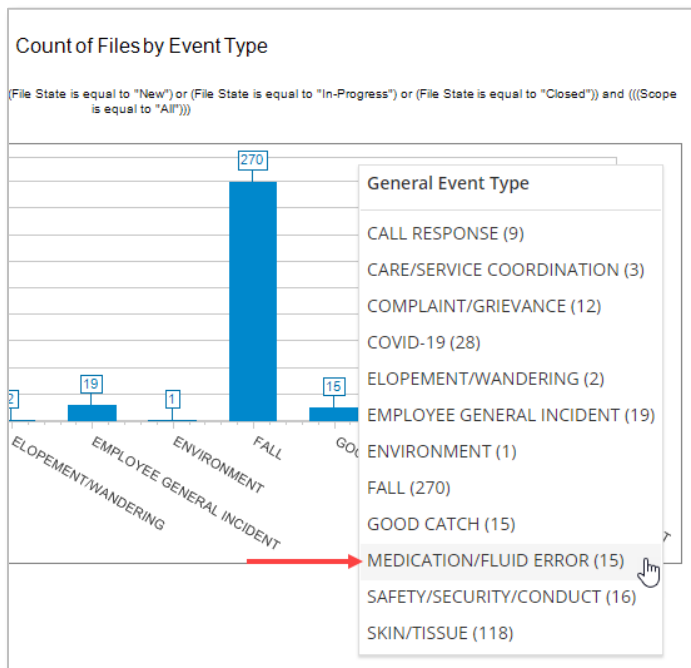 Count of Files by Event Type
(File State is equal to "New") or (File State is equal to "In-Progress") or (File State is equal to "Closed")) and (((Scope
is equal to "All")))
270
2
19
1
15
ELOPEMENT/WANDERING
EMPLOYEE GENERAL INCIDENT
ENVIRONMENT
FALL
General Event Type
CALL RESPONSE (9)
CARE/SERVICE COORDINATION (3)
COMPLAINT/GRIEVANCE (12)
COVID-19 (28)
ELOPEMENT/WANDERING (2)
EMPLOYEE GENERAL INCIDENT (19)
ENVIRONMENT (1)
FALL (270)
GOOD CATCH (15)
MEDICATION/FLUID ERROR (15)
SAFETY/SECURITY/CONDUCT (16)
SKIN/TISSUE (118)